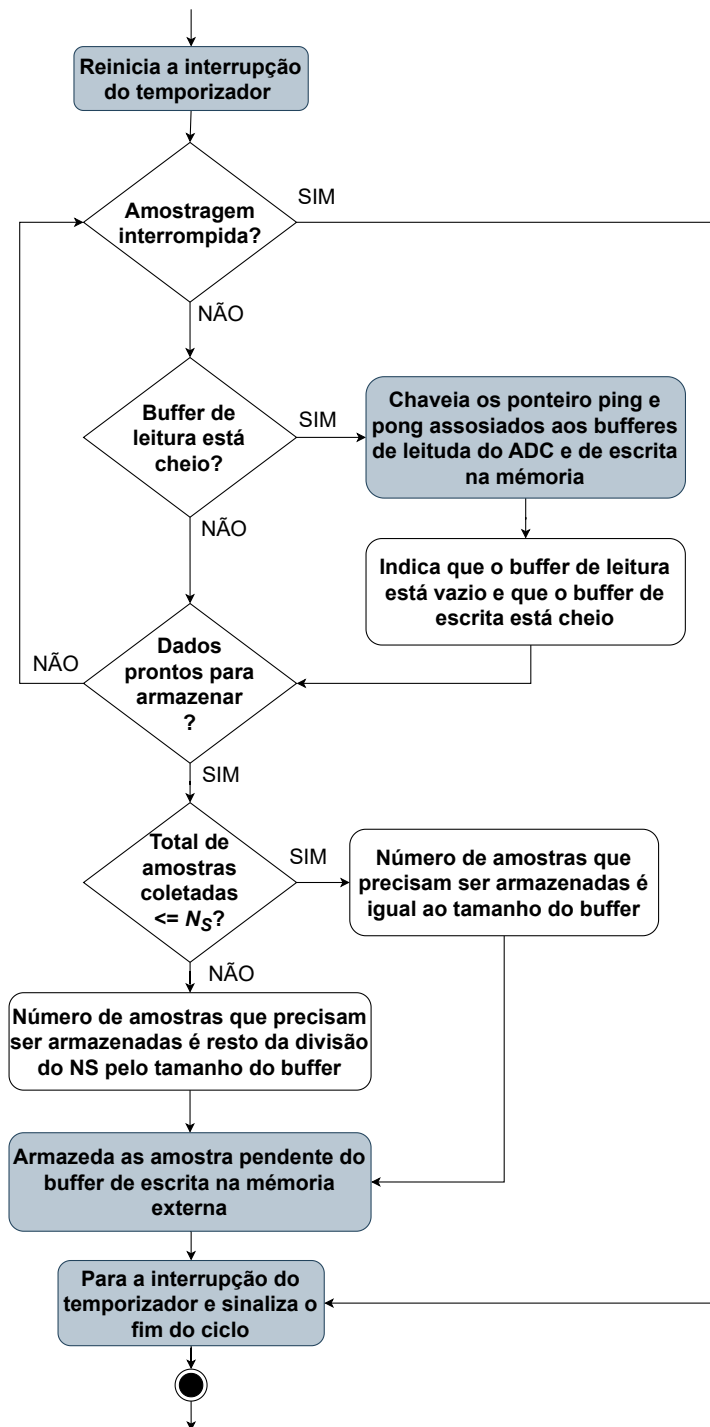 Reinicia a interrupção
do temporizador
Amostragem
interrompida?
SIM
NÃO
Buffer de
leitura está
cheio?
SIM
Chaveia os ponteiro ping e
pong assosiados aos bufferes
de leituda do ADC e de escrita
na mémoria
NÃO
Indica que o buffer de leitura
está vazio e que o buffer de
escrita está cheio
Dados
prontos para
armazenar
?
NÃO
SIM
Total de
amostras
coletadas
<= NS?
SIM
Número de amostras que
precisam ser armazenadas é
igual ao tamanho do buffer
NÃO
Número de amostras que precisam
ser armazenadas é resto da divisão
do NS pelo tamanho do buffer
Armazeda as amostra pendente do
buffer de escrita na mémoria
externa
Para a interrupção do
temporizador e sinaliza o
fim do ciclo